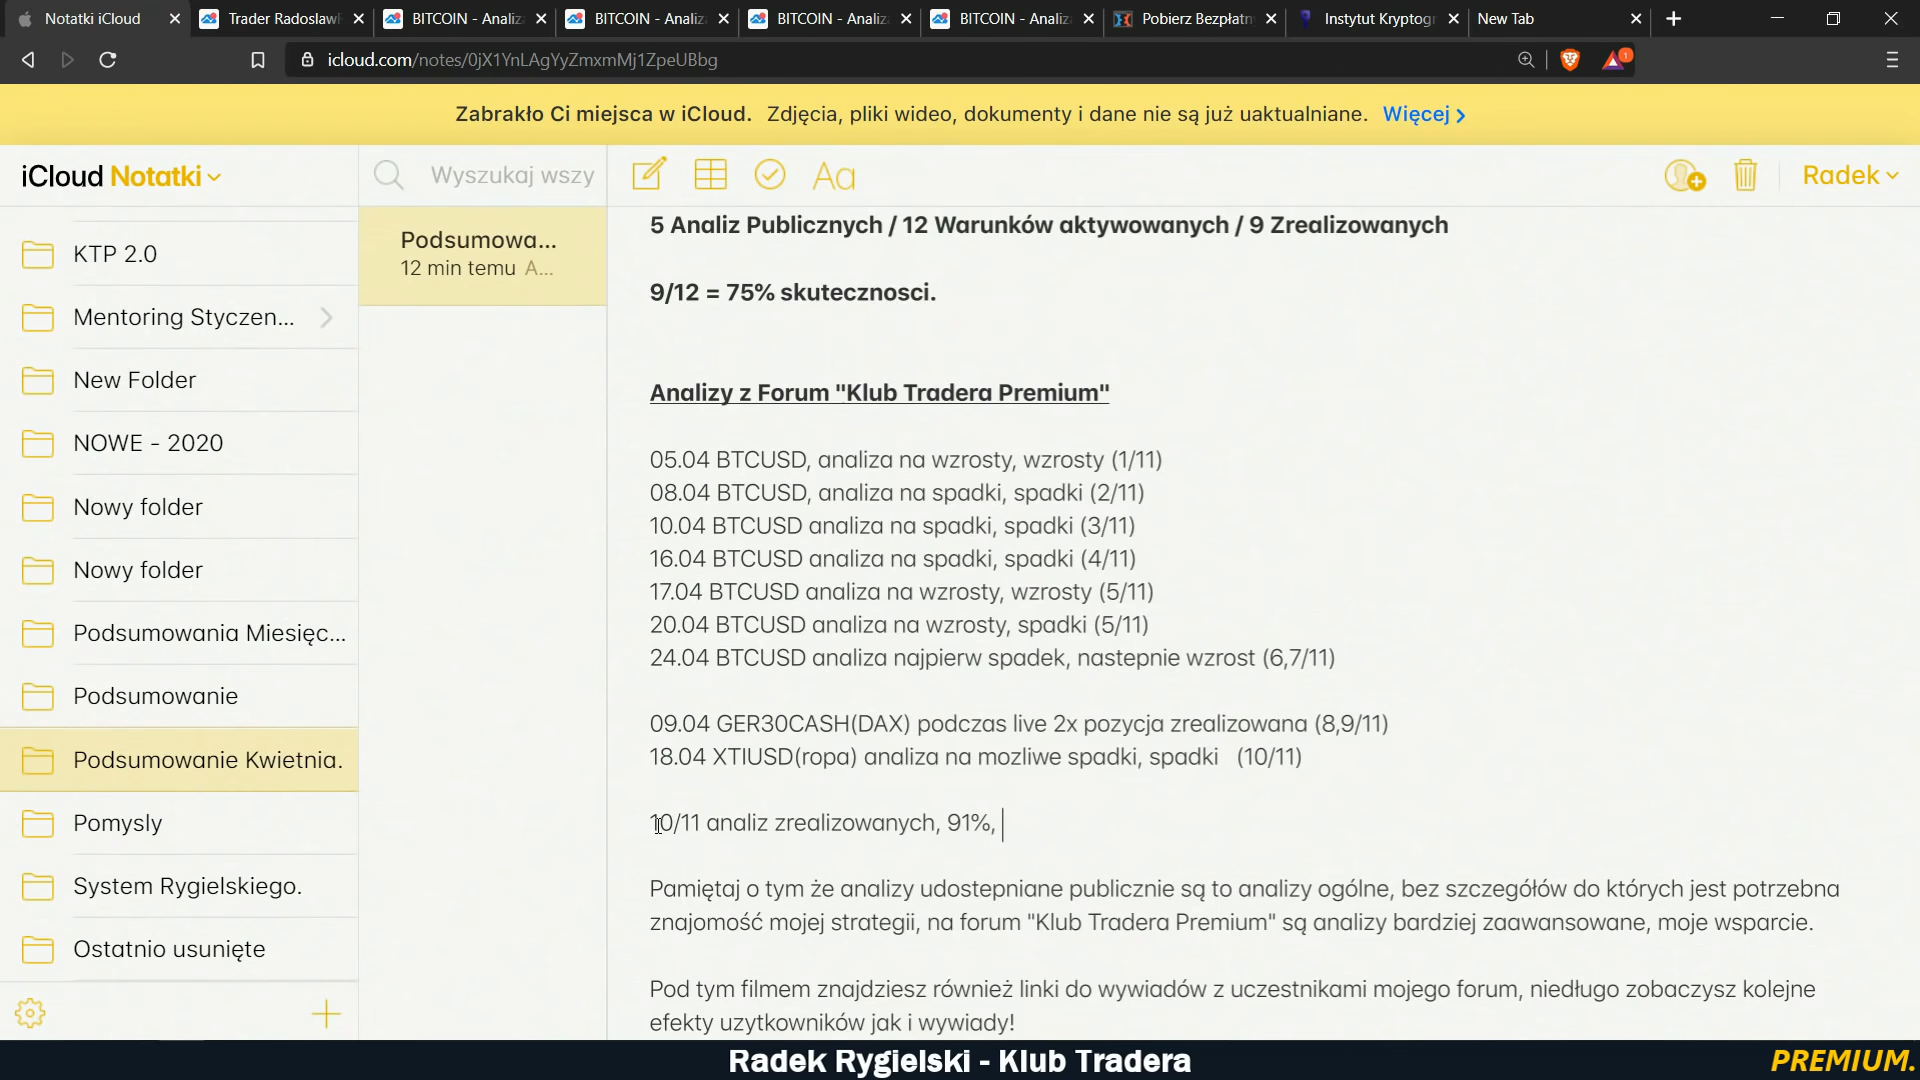 Notatki iCloud
Trader Radosław
BITCOIN - Analiz
BITCOIN - Analiz
BITCOIN - Analiz
BITCOIN - Analiz
Pobierz Bezpłatn
Instytut Kryptog
New Tab
icloud.com/notes/0jX1YnLAgYyZmxmMj1ZpeUBbg
1
Zabrakło Ci miejsca w iCloud. Zdjęcia, pliki wideo, dokumenty i dane nie są już uaktualniane. Więcej
iCloud Notatki
Wyszukaj wszy
Aa
Radek
KTP 2.0
Mentoring Styczen...
New Folder
NOWE - 2020
Nowy folder
Nowy folder
Podsumowania Miesięc...
Podsumowanie
Podsumowanie Kwietnia.
Pomysly
System Rygielskiego.
Ostatnio usunięte
Podsumowa...
12 min temu A...
5 Analiz Publicznych / 12 Warunków aktywowanych / 9 Zrealizowanych
9/12 = 75% skutecznosci.
Analizy z Forum "Klub Tradera Premium"
05.04 BTCUSD, analiza na wzrosty, wzrosty (1/11)
08.04 BTCUSD, analiza na spadki, spadki (2/11)
10.04 BTCUSD analiza na spadki, spadki (3/11)
16.04 BTCUSD analiza na spadki, spadki (4/11)
17.04 BTCUSD analiza na wzrosty, wzrosty (5/11)
20.04 BTCUSD analiza na wzrosty, spadki (5/11)
24.04 BTCUSD analiza najpierw spadek, nastepnie wzrost (6,7/11)
09.04 GER30CASH(DAX) podczas live 2x pozycja zrealizowana (8,9/11)
18.04 XTIUSD(ropa) analiza na mozliwe spadki, spadki (10/11)
10/11 analiz zrealizowanych, 91%,
Pamiętaj o tym że analizy udostepniane publicznie są to analizy ogólne, bez szczegółów do których jest potrzebna
znajomość mojej strategii, na forum "Klub Tradera Premium" są analizy bardziej zaawansowane, moje wsparcie.
Pod tym filmem znajdziesz również linki do wywiadów z uczestnikami mojego forum, niedługo zobaczysz kolejne
efekty uzytkowników jak i wywiady!
Radek Rygielski - Klub Tradera
PREMIUM.